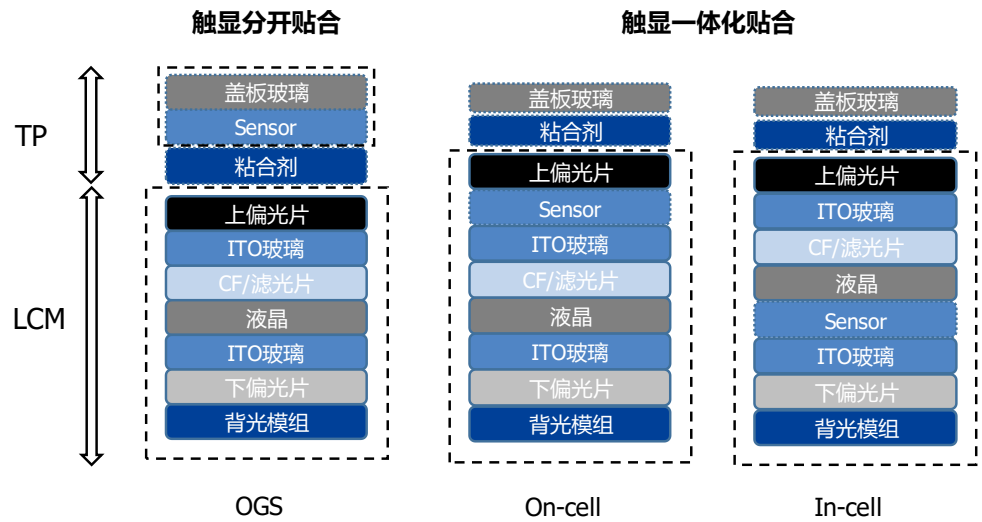 触显分开贴合
触显一体化贴合
TP
LCM
盖板玻璃
Sensor
粘合剂
上偏光片
ITO玻璃
CF/滤光片
液晶
ITO玻璃
下偏光片
背光模组
OGS
盖板玻璃
粘合剂
上偏光片
Sensor
ITO玻璃
CF/滤光片
液晶
ITO玻璃
下偏光片
背光模组
On-cell
盖板玻璃
粘合剂
上偏光片
ITO玻璃
CF/滤光片
液晶
Sensor
ITO玻璃
下偏光片
背光模组
In-cell